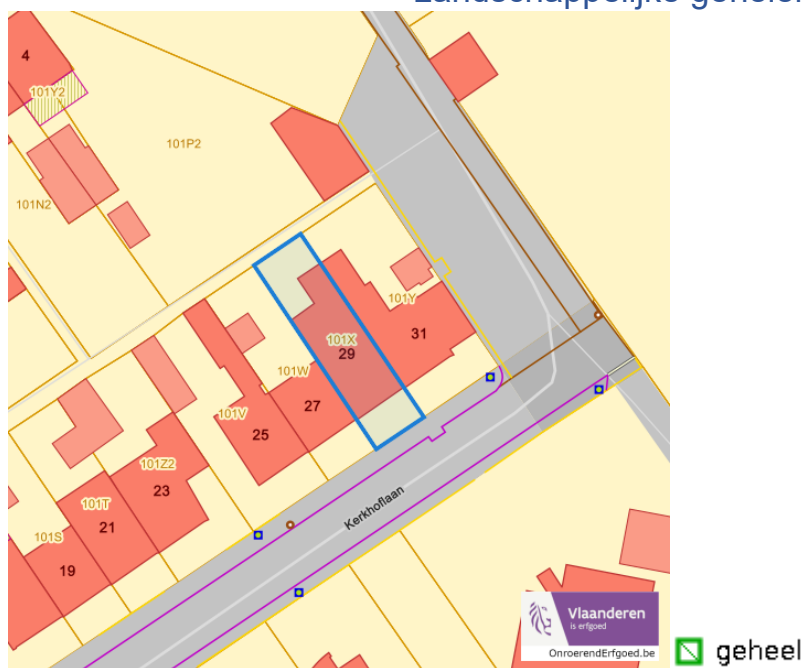 Landschappelijke geheel
4
101Y2
101P2
101N2
101Y
31
101X
29
101W
27
101V
25
101Z2
23
101T
21
101S
19
Kerkhoflaan
Vlaanderen
is erfgoed
OnroerendErfgoed.be
geheel